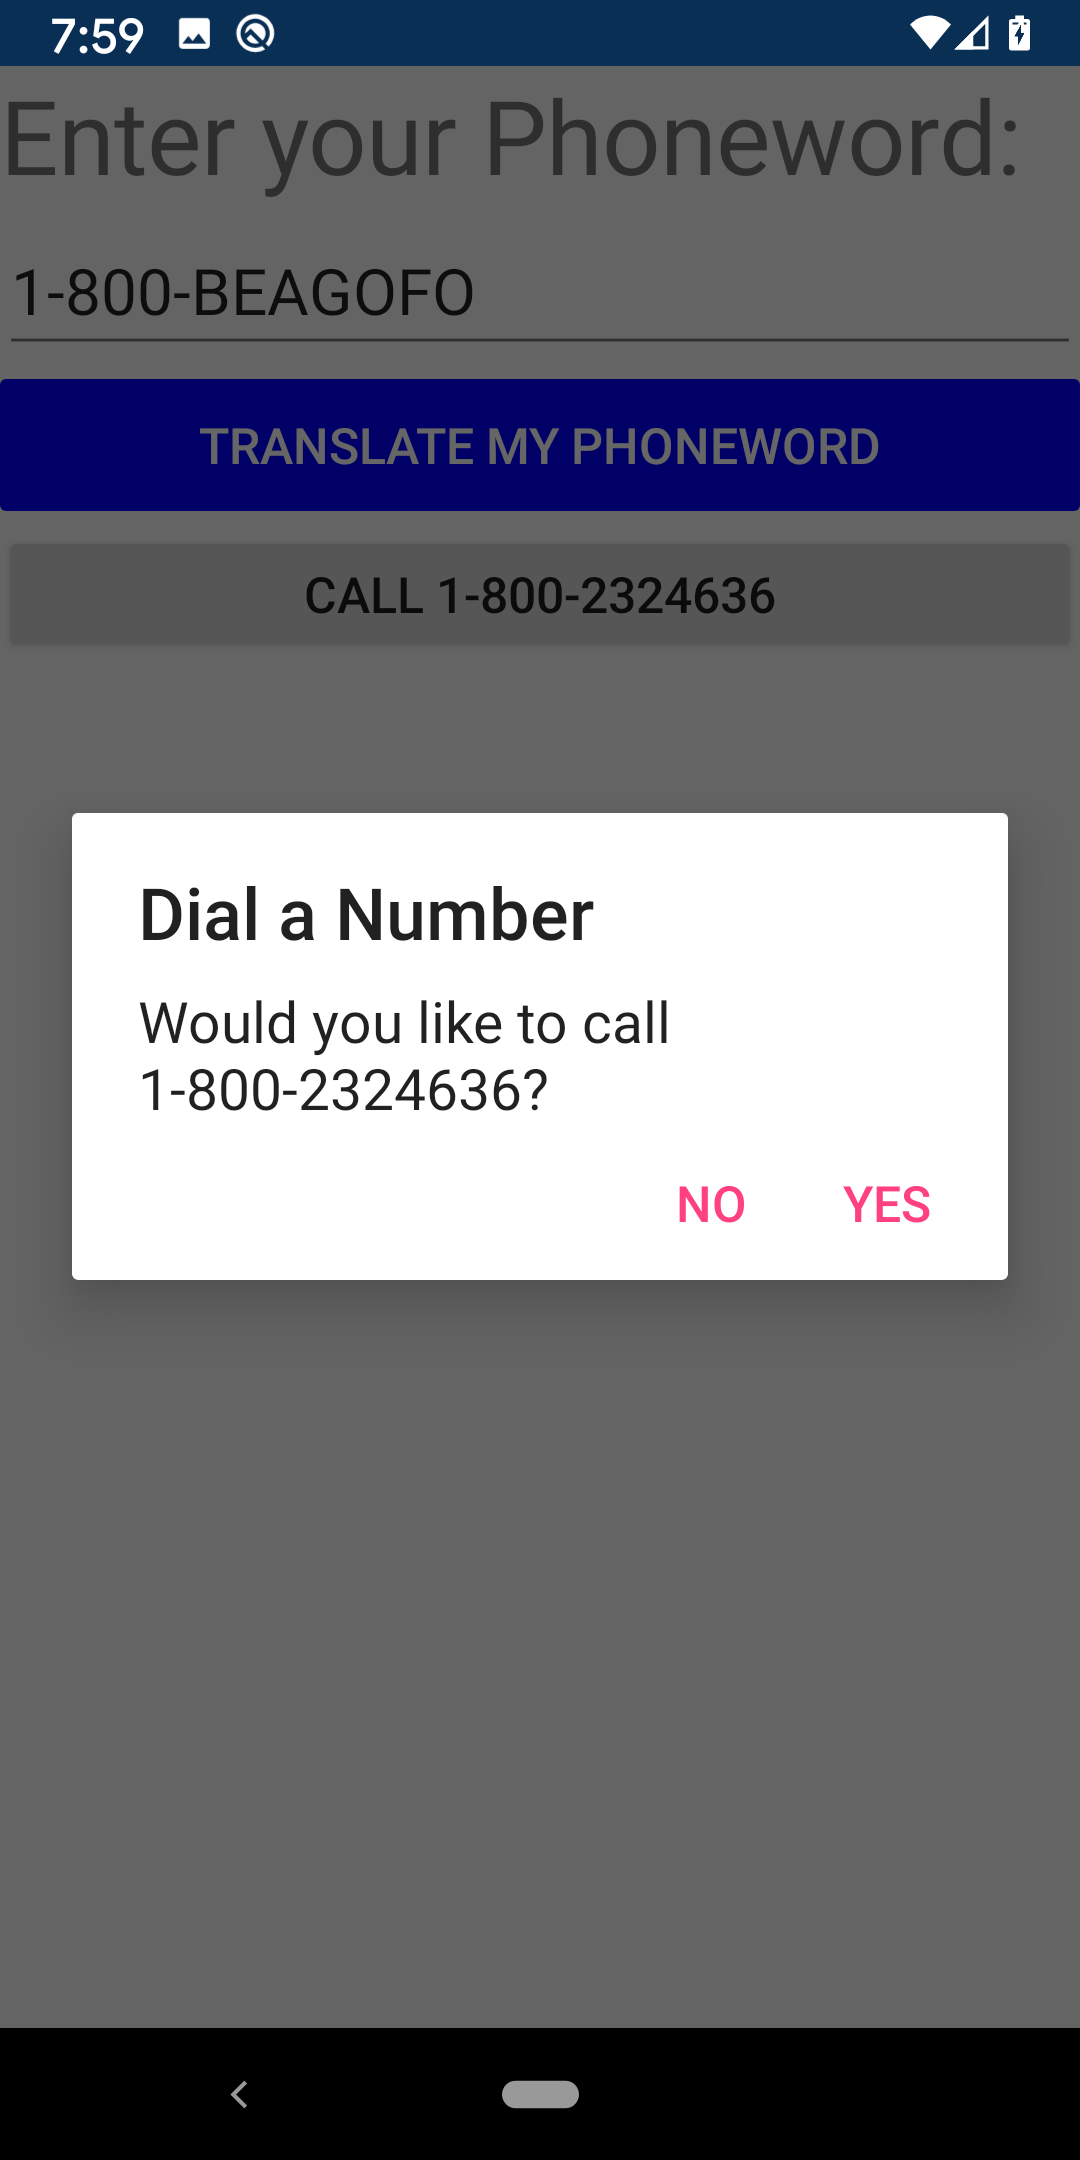 7:59
Enter your Phoneword:
1-800-BEAGOFO
TRANSLATE MY PHONEWORD
CALL 1-800-2324636
Dial a Number
Would you like to call
1-800-2324636?
NO YES